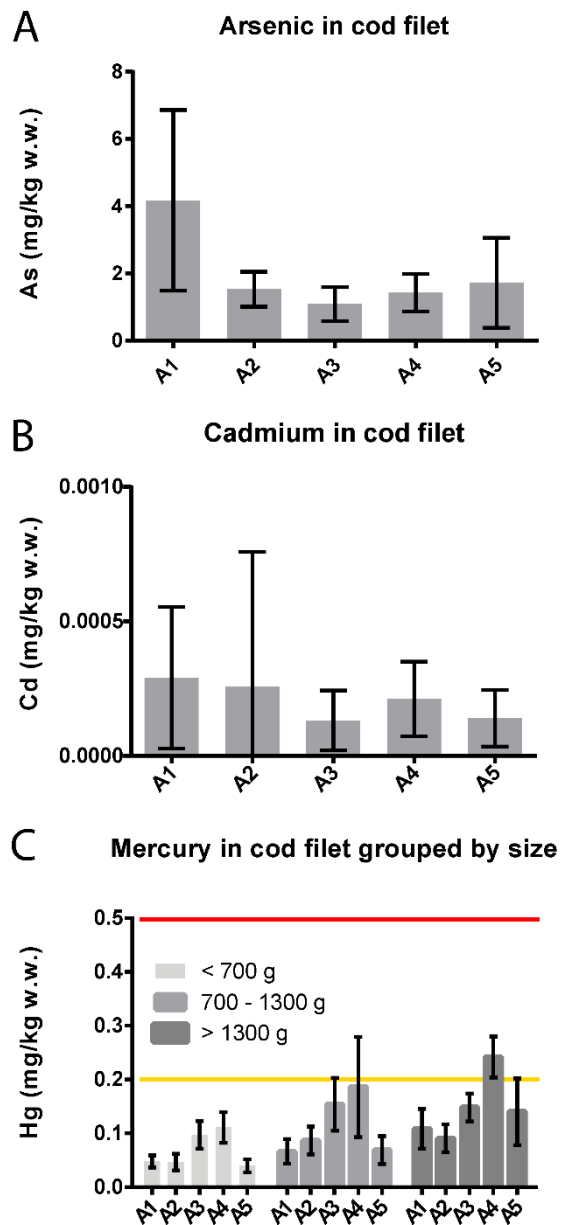 A
Arsenic in cod filet
As (mg/kg w.w.)
8
6
4
2
0
A1 A2 A3 A4 A5
B
Cadmium in cod filet
Cd (mg/kg w.w.)
0.0010
0.0005
0.0000
A1 A2 A3 A4 A5
C
Mercury in cod filet grouped by size
Hg (mg/kg w.w.)
0.5
0.4
0.3
0.2
0.1
0.0
< 700 g
700 - 1300 g
> 1300 g
A1 A2 A3 A4 A5 A1 A2 A3 A4 A5 A1 A2 A3 A4 A5